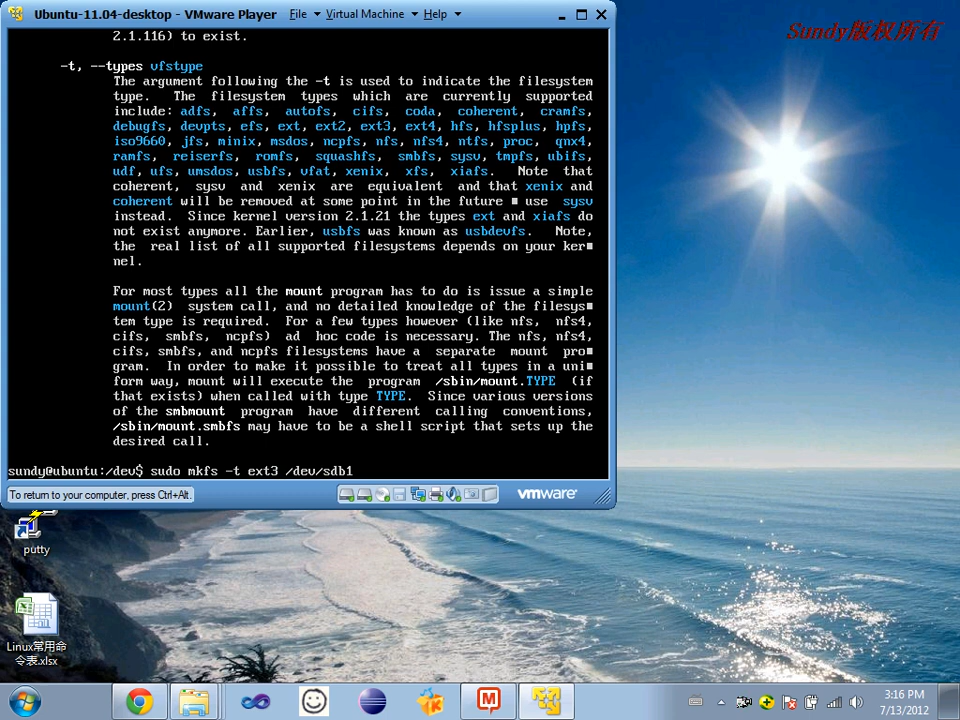 Ubuntu-11.04-desktop - VMware Player File Virtual Machine Help
Sundy版权所有
2.1.116) to exist.
-t, --types vfstype
The argument following the -t is used to indicate the filesystem
type. The filesystem types which are currently supported
include: adfs, affs, autofs, cifs, coda, coherent, cramfs,
debugfs, devpts, efs, ext, ext2, ext3, ext4, hfs, hfsplus, hpfs,
iso9660, jfs, minix, msdos, ncpfs, nfs, nfs4, ntfs, proc, qnx4,
ramfs, reiserfs, romfs, squashfs, smbfs, sysv, tmpfs, ubifs,
udf, ufs, umsdos, usbfs, vfat, xenix, xfs, xiafs. Note that
coherent, sysv and xenix are equivalent and that xenix and
coherent will be removed at some point in the future ■ use sysv
instead. Since kernel version 2.1.21 the types ext and xiafs do
not exist anymore. Earlier, usbfs was known as usbdevfs. Note,
the real list of all supported filesystems depends on your ker■
nel.
For most types all the mount program has to do is issue a simple
mount(2) system call, and no detailed knowledge of the filesys■
tem type is required. For a few types however (like nfs, nfs4,
cifs, smbfs, ncpfs) ad hoc code is necessary. The nfs, nfs4,
cifs, smbfs, and ncpfs filesystems have a separate mount pro■
gram. In order to make it possible to treat all types in a uni■
form way, mount will execute the program /sbin/mount.TYPE (if
that exists) when called with type TYPE. Since various versions
of the smbmount program have different calling conventions,
/sbin/mount.smbfs may have to be a shell script that sets up the
desired call.
sundy@ubuntu:/dev$ sudo mkfs -t ext3 /dev/sdb1
To return to your computer, press Ctrl+Alt.
vmware
putty
Linux常用命
令表.xlsx
3:16 PM
7/13/2012